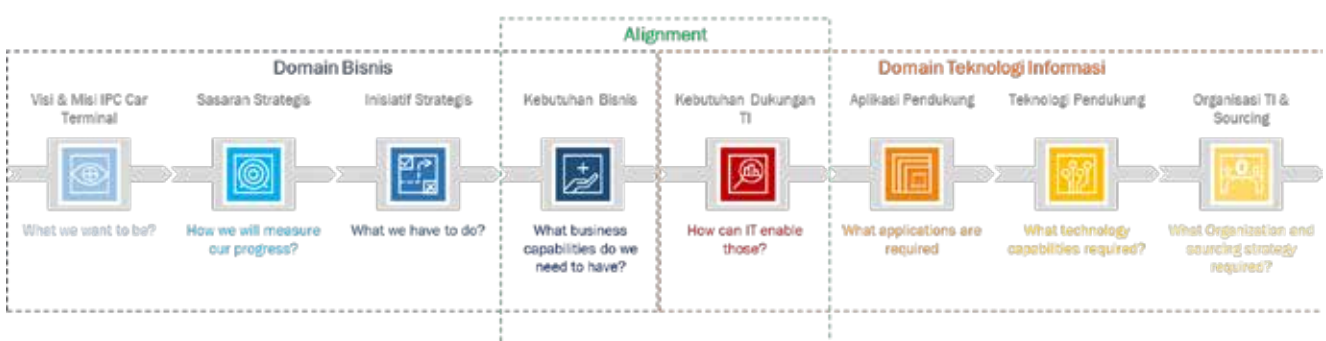 Alignment
Domain Bisnis
Domain Teknologi Informasi
Visi & Misi IPC Car
Terminal
Sasaran Strategis
Inisiatif Strategis
Kebutuhan Bisnis
Kebutuhan Dukungan
TI
Aplikasi Pendukung
Teknologi Pendukung
Organisasi TI &
Sourcing
What we want to be?
How we will measure
our progress?
What we have to do?
What business
capabilities do we
need to have?
How can IT enable
those?
What applications are
required
What technology
capabilities required?
What Organization and
sourcing strategy
required?